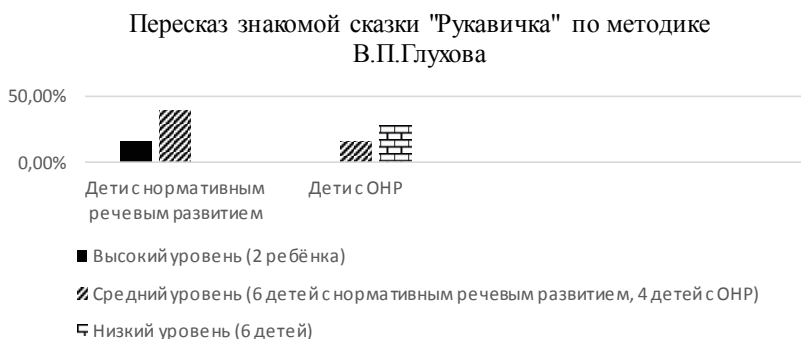 Пересказ знакомой сказки "Рукавичка" по методике
В.П.Глухова
50,00%
0,00%
Дети с нормативным
речевым развитием
Дети с ОНР
Высокий уровень (2 ребёнка)
Средний уровень (6 детей с нормативным речевым развитием, 4 детей с ОНР)
Низкий уровень (6 детей)